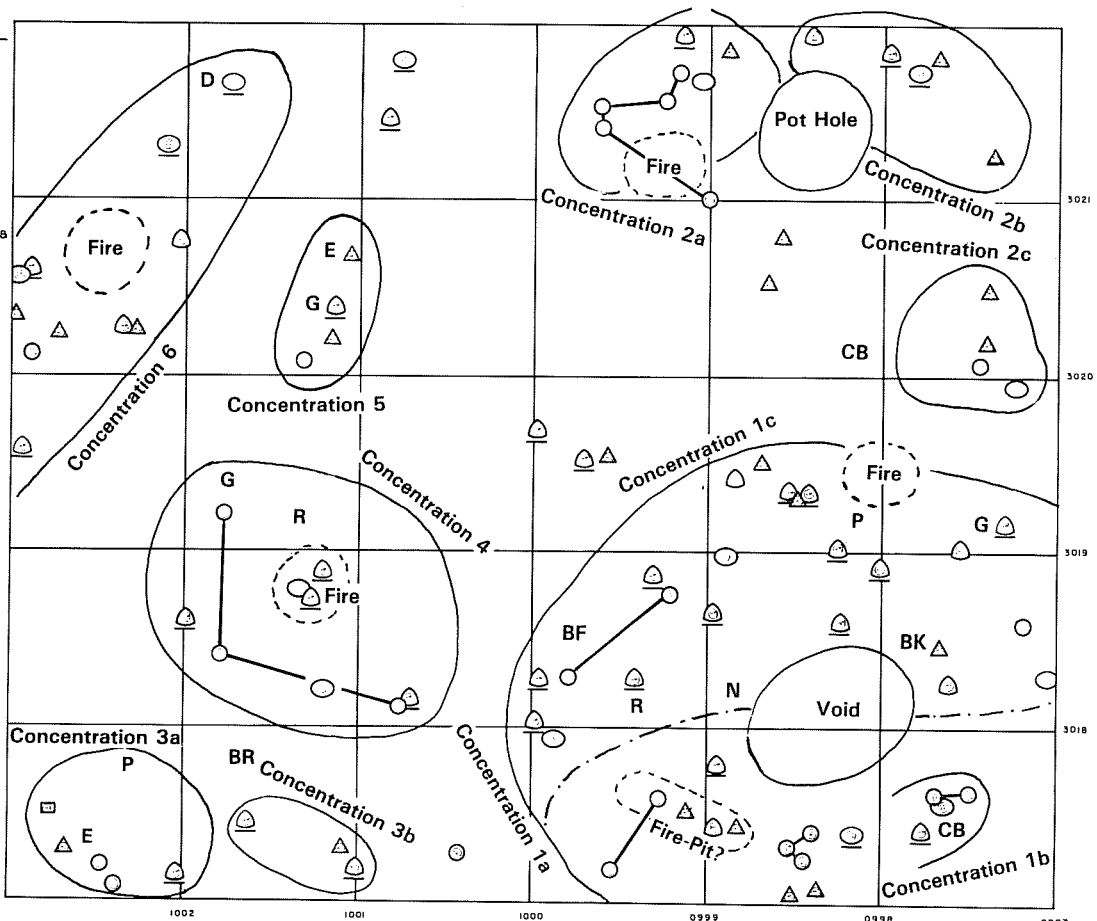 D
Pot Hole
Fire
Concentration 2a
Concentration 2b
3021
a
Fire
E
G
Concentration 2c
CB
3020
Concentration 6
Concentration 5
Concentration 4
Concentration 1c
Fire
G
R
P
G
3019
Fire
BF
BK
R
N
Void
3018
Concentration 3a
P
BR
Concentration 3b
Concentration 1a
E
Fire-Pit?
CB
Concentration 1b
1002
1001
1000
0999
0998